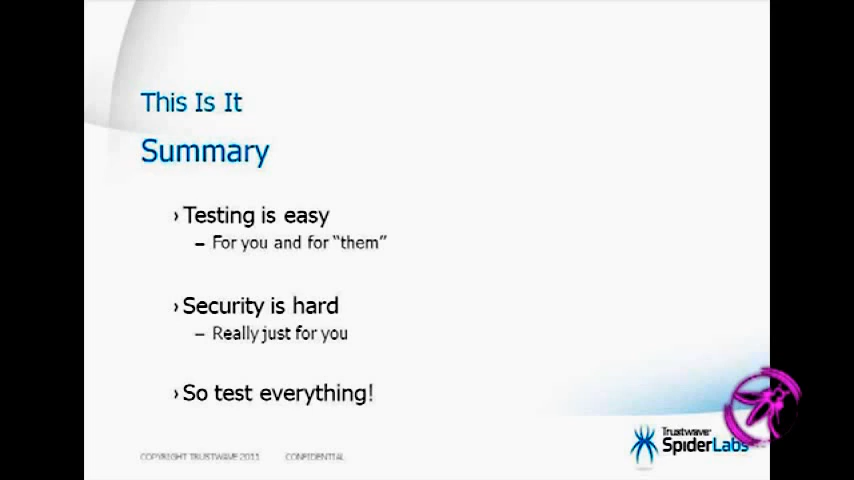 This Is It
Summary
› Testing is easy
– For you and for “them”
› Security is hard
– Really just for you
› So test everything!
COPYRIGHT TRUSTWAVE 2011 CONFIDENTIAL
Trustwave®
SpiderLabs